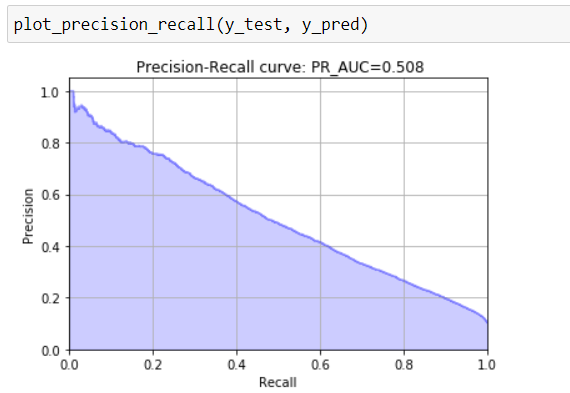 plot_precision_recall(y_test, y_pred)
Precision-Recall curve: PR_AUC=0.508
1.0
0.8
0.6
0.4
0.2
0.0
Precision
0.0 0.2 0.4 0.6 0.8 1.0
Recall